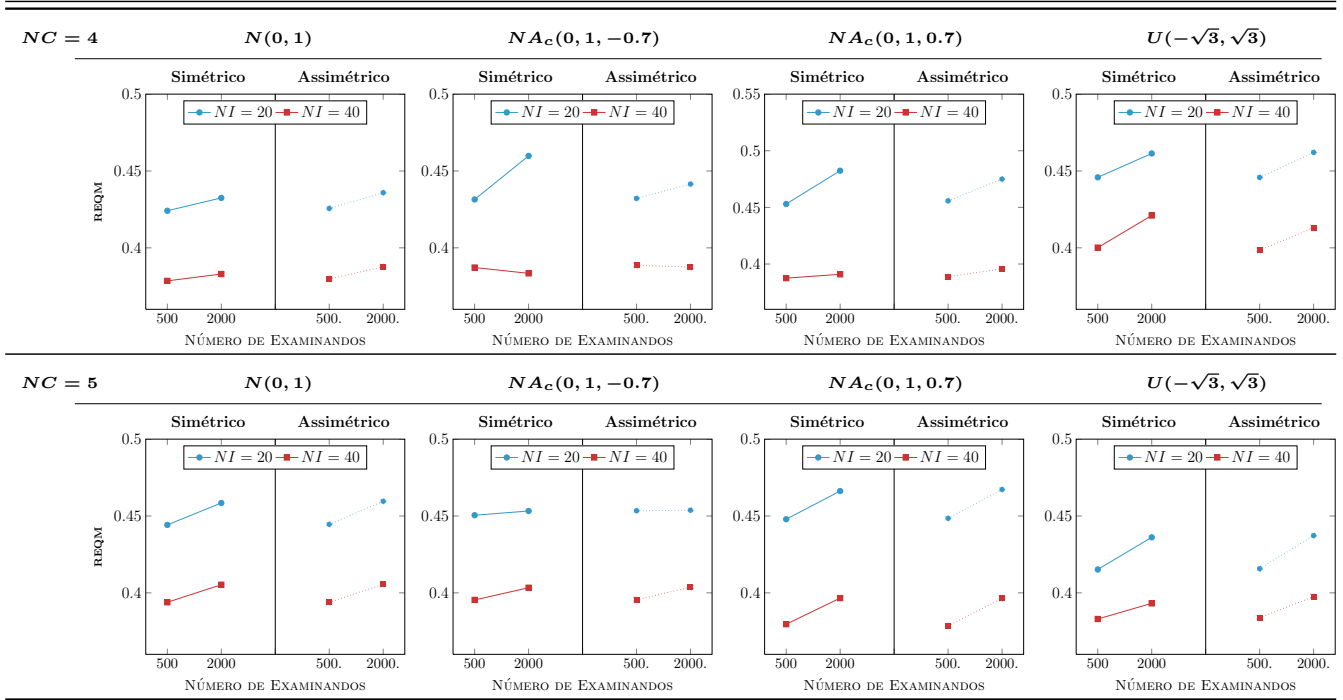 NC = 4 N(0, 1) NA_c(0, 1, −0.7) NA_c(0, 1, 0.7) U(−√3, √3)
Simétrico Assimétrico Simétrico Assimétrico Simétrico Assimétrico Simétrico Assimétrico
0.5 0.5 0.55 0.5
NI = 20 NI = 40 NI = 20 NI = 40 NI = 20 NI = 40 NI = 20 NI = 40
0.5
0.45 0.45 0.45
0.45
0.4 0.4 0.4 0.4
REQM
500 2000 500. 2000. 500 2000 500. 2000. 500 2000 500. 2000. 500 2000 500. 2000.
Número de Examinandos Número de Examinandos Número de Examinandos Número de Examinandos
NC = 5 N(0, 1) NA_c(0, 1, −0.7) NA_c(0, 1, 0.7) U(−√3, √3)
Simétrico Assimétrico Simétrico Assimétrico Simétrico Assimétrico Simétrico Assimétrico
0.5 0.5 0.5 0.5
NI = 20 NI = 40 NI = 20 NI = 40 NI = 20 NI = 40 NI = 20 NI = 40
0.45 0.45 0.45 0.45
0.4 0.4 0.4 0.4
REQM
500 2000 500. 2000. 500 2000 500. 2000. 500 2000 500. 2000. 500 2000 500. 2000.
Número de Examinandos Número de Examinandos Número de Examinandos Número de Examinandos